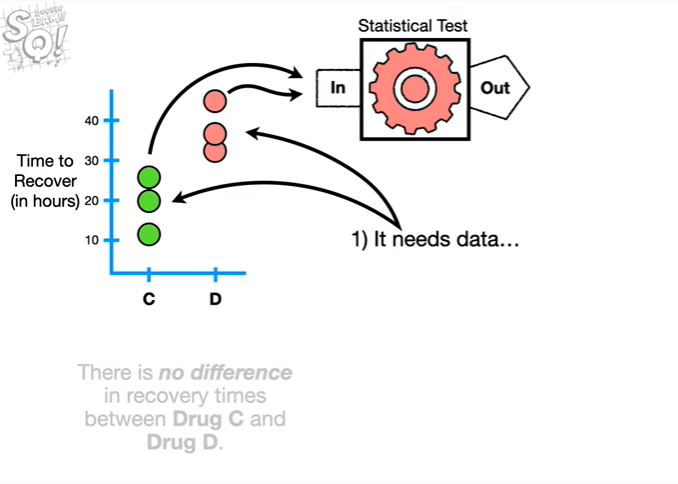 StatQuest!
Statistical Test
In
Out
40
30
20
10
Time to
Recover
(in hours)
C
D
1) It needs data…
There is no difference
in recovery times
between Drug C and
Drug D.